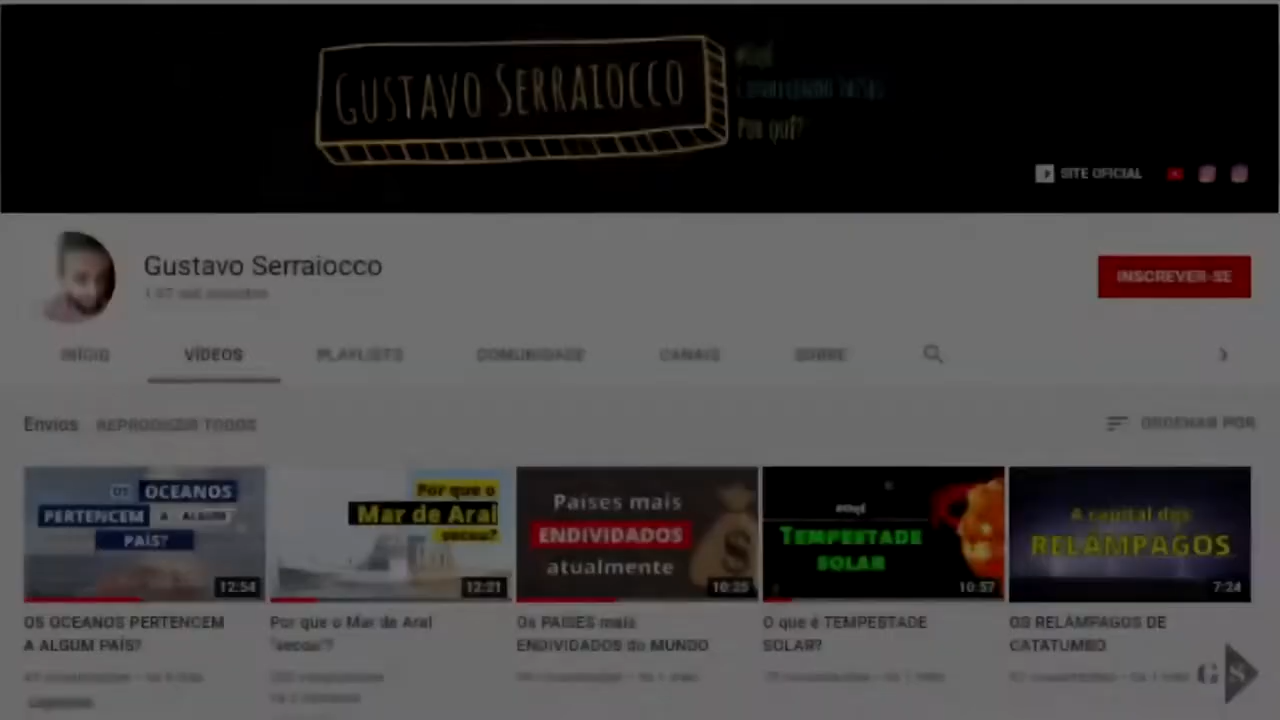 GUSTAVO SERRAIOCCO
POR QUÊ?
SITE OFICIAL
Gustavo Serraiocco
INSCREVER-SE
INÍCIO VÍDEOS PLAYLISTS COMUNIDADE CANAIS SOBRE
Envios REPRODUZIR TODOS ORDENAR POR
OS OCEANOS
PERTENCEM A ALGUM
PAÍS?
12:54
Por que o
Mar de Aral
secou?
12:21
Países mais
ENDIVIDADOS
atualmente
10:25
TEMPESTADE
SOLAR
10:57
A capital dos
RELÂMPAGOS
7:24
OS OCEANOS PERTENCEM
A ALGUM PAÍS?
Por que o Mar de Aral
"secou"?
Os PAÍSES mais
ENDIVIDADOS do MUNDO
O que é TEMPESTADE
SOLAR?
OS RELÂMPAGOS DE
CATATUMBO
G S